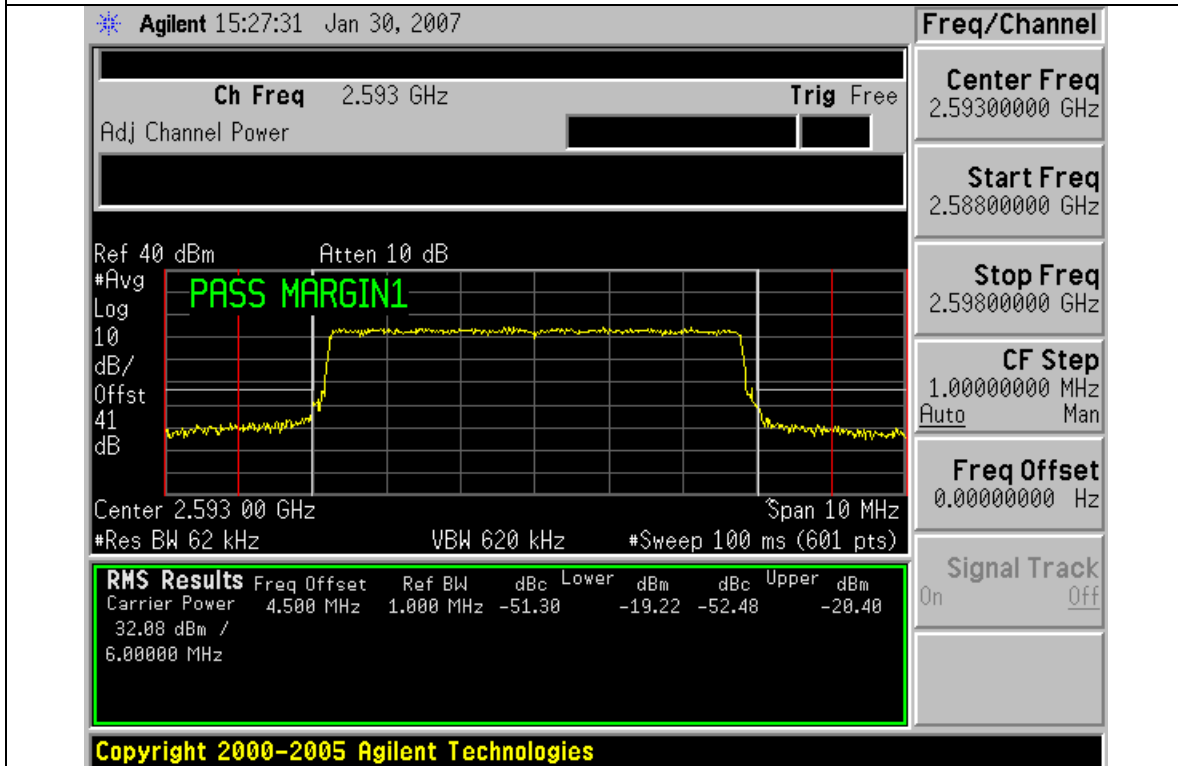 Agilent 15:27:31 Jan 30, 2007
Freq/Channel
Ch Freq 2.593 GHz Trig Free
Adj Channel Power
Center Freq
2.59300000 GHz
Start Freq
2.58800000 GHz
Stop Freq
2.59800000 GHz
CF Step
1.00000000 MHz
Auto Man
Freq Offset
0.00000000 Hz
Signal Track
On Off
Ref 40 dBm Atten 10 dB
#Avg
Log
10
dB/
Offst
41
dB
PASS MARGIN1
Center 2.593 00 GHz Span 10 MHz
#Res BW 62 kHz VBW 620 kHz #Sweep 100 ms (601 pts)
RMS Results Freq Offset Ref BW dBc Lower dBm dBc Upper dBm
Carrier Power 4.500 MHz 1.000 MHz -51.30 -19.22 -52.48 -20.40
32.08 dBm /
6.00000 MHz
Copyright 2000-2005 Agilent Technologies